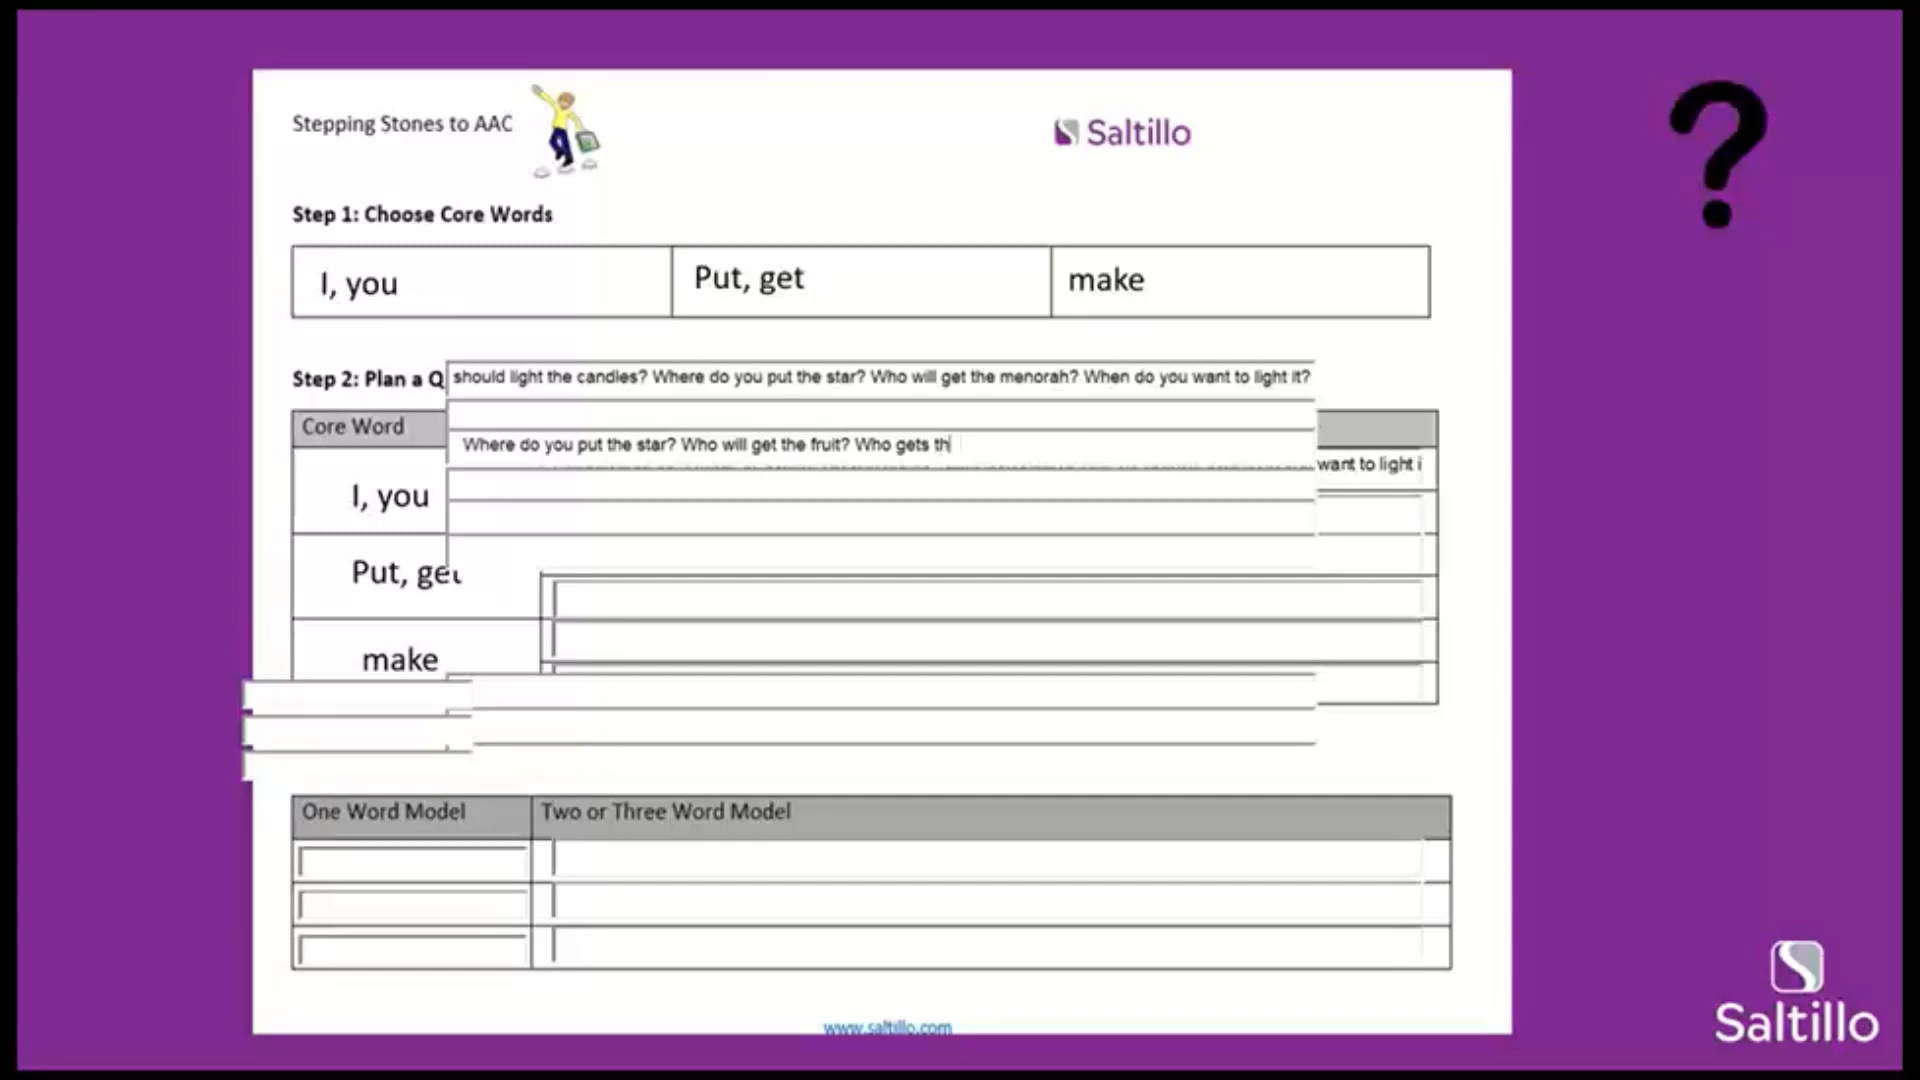 Stepping Stones to AAC
Saltillo
Step 1: Choose Core Words
I, you
Put, get
make
Step 2: Plan a Q
should light the candles? Where do you put the star? Who will get the menorah? When do you want to light it?
Core Word
Where do you put the star? Who will get the fruit? Who gets th
want to light i
I, you
Put, get
make
One Word Model
Two or Three Word Model
www.saltillo.com
?
Saltillo